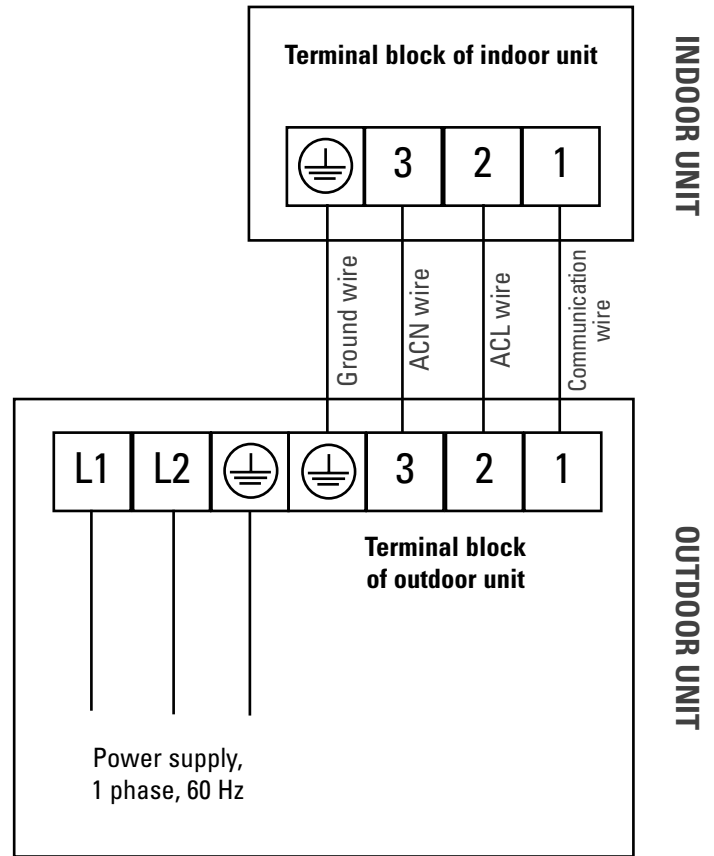 Terminal block of indoor unit
3 2 1
INDOOR UNIT
Ground wire
ACN wire
ACL wire
Communication
wire
L1 L2 3 2 1
Terminal block
of outdoor unit
OUTDOOR UNIT
Power supply,
1 phase, 60 Hz